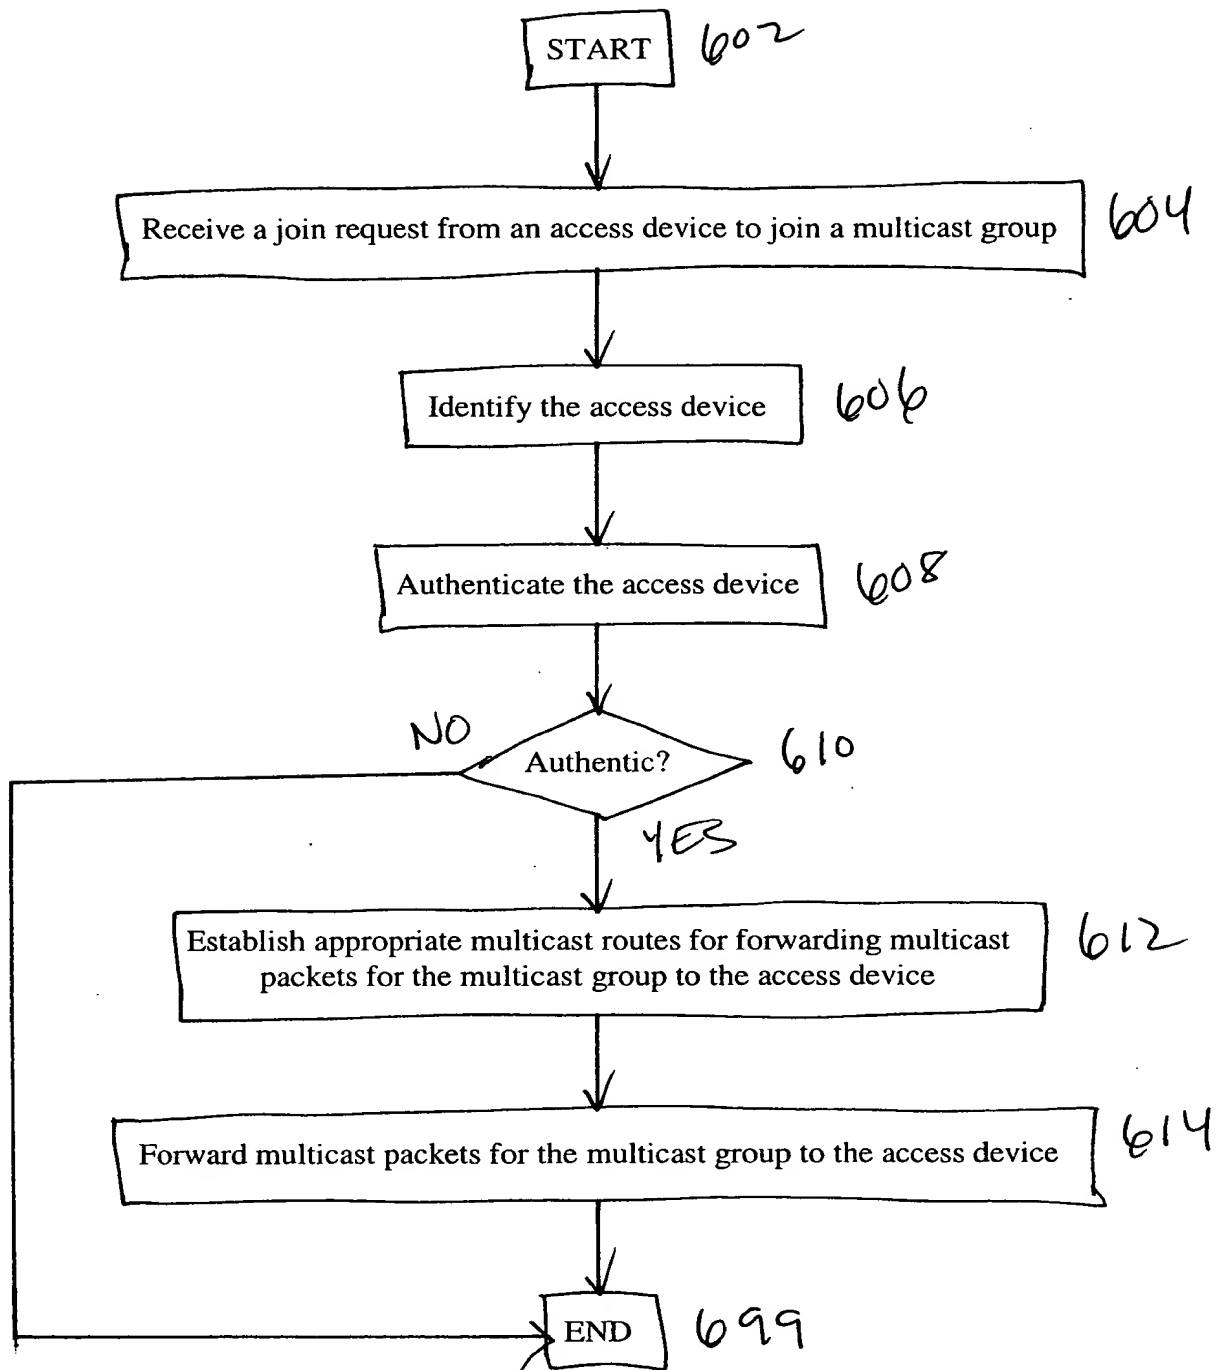 START 602
Receive a join request from an access device to join a multicast group 604
Identify the access device 606
Authenticate the access device 608
NO
Authentic? 610
YES
Establish appropriate multicast routes for forwarding multicast 612
packets for the multicast group to the access device
Forward multicast packets for the multicast group to the access device 614
END 699